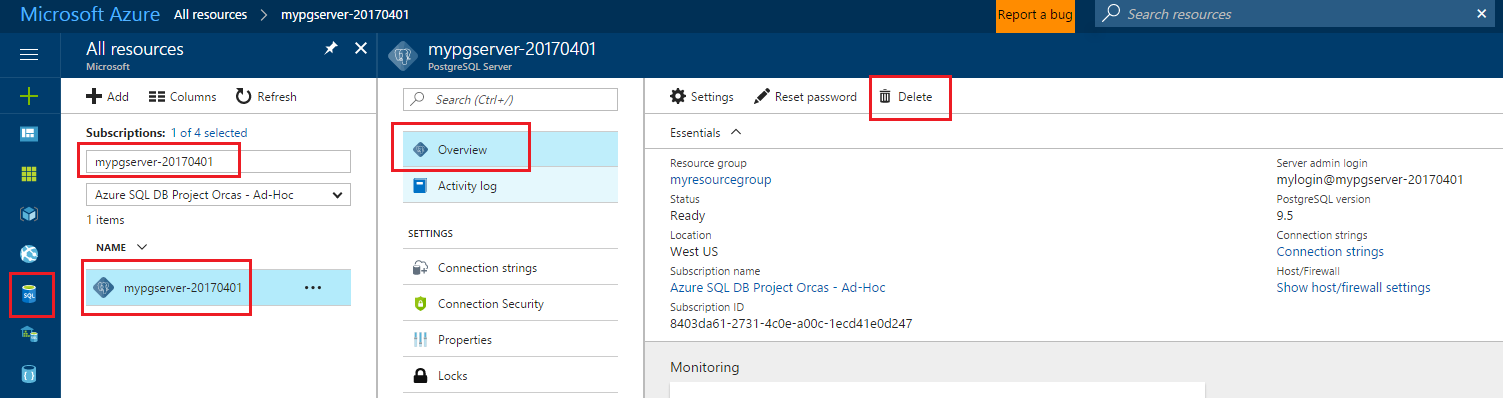 Microsoft Azure All resources > mypgserver-20170401 Report a bug Search resources
All resources
Microsoft
Add Columns Refresh
Subscriptions: 1 of 4 selected
mypgserver-20170401
Azure SQL DB Project Orcas - Ad-Hoc
1 items
NAME
mypgserver-20170401 ...
SQL
mypgserver-20170401
PostgreSQL Server
Search (Ctrl+/)
Overview
Activity log
SETTINGS
Connection strings
Connection Security
Properties
Locks
Settings Reset password Delete
Essentials
Resource group
myresourcegroup
Status
Ready
Location
West US
Subscription name
Azure SQL DB Project Orcas - Ad-Hoc
Subscription ID
8403da61-2731-4c0e-a00c-1ecd41e0d247
Server admin login
mylogin@mypgserver-20170401
PostgreSQL version
9.5
Connection strings
Connection strings
Host/Firewall
Show host/firewall settings
Monitoring